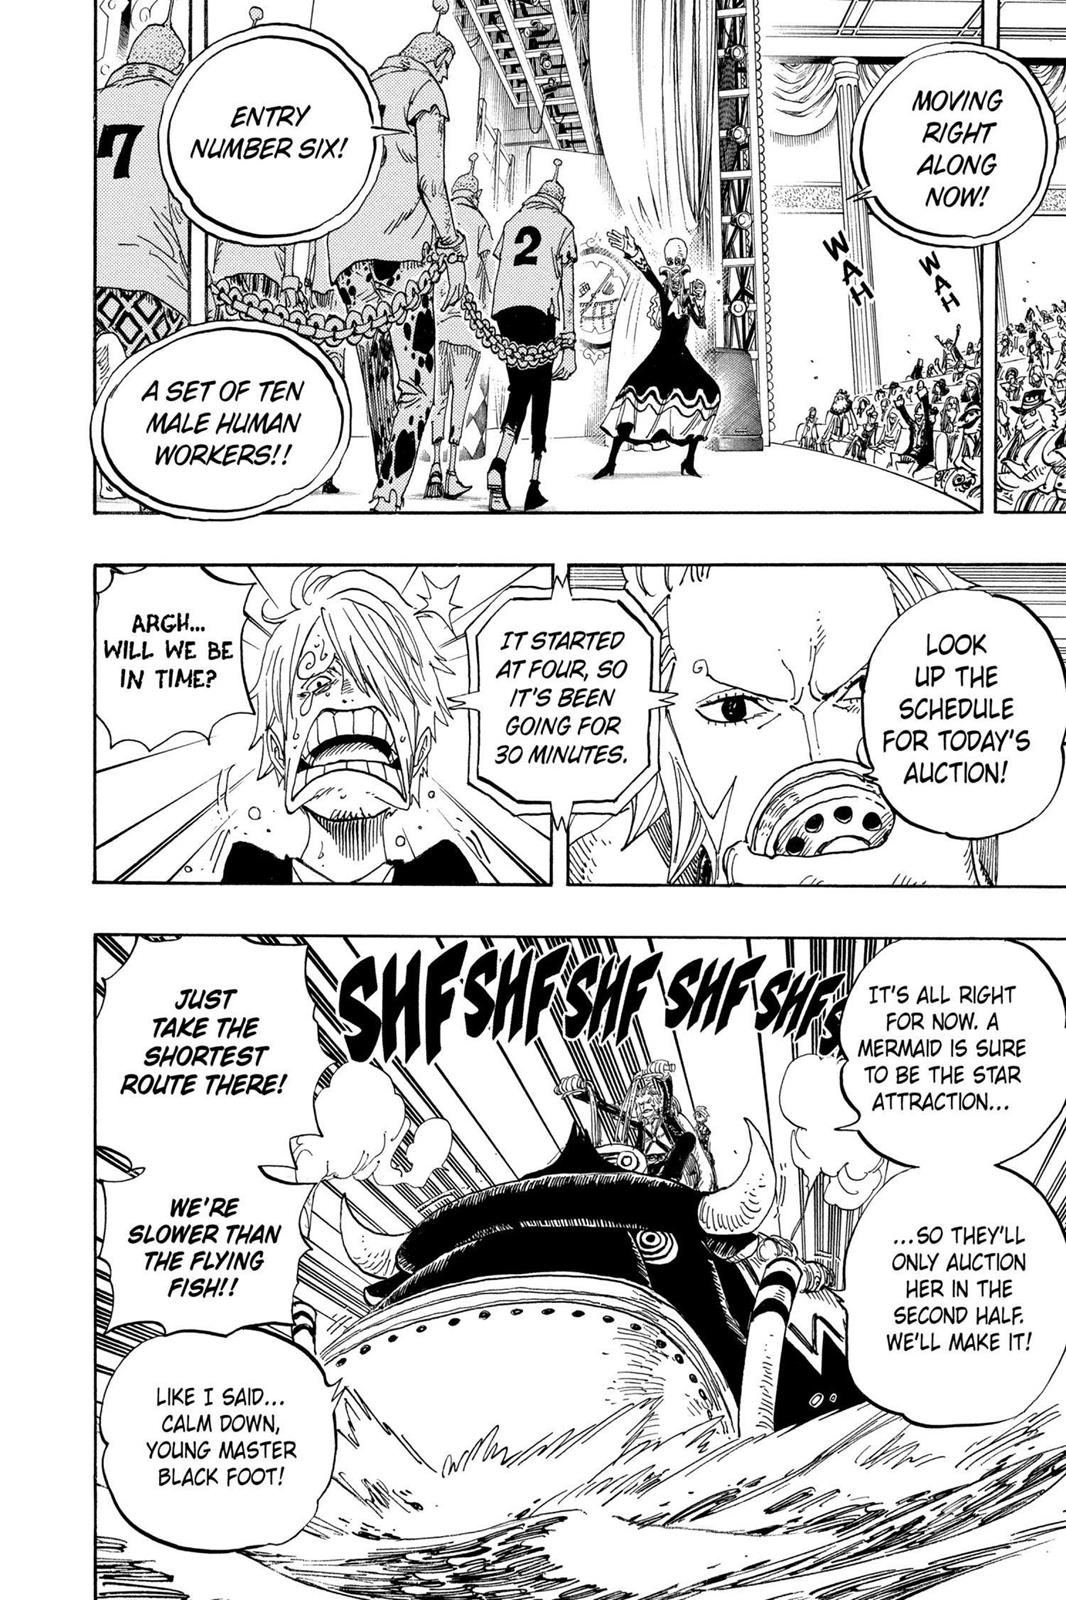 MOVING
RIGHT
ALONG
NOW!
WAH
WAH
ENTRY
NUMBER SIX!
7
2
A SET OF TEN
MALE HUMAN
WORKERS!!
LOOK
UP THE
SCHEDULE
FOR TODAY'S
AUCTION!
IT STARTED
AT FOUR, SO
IT'S BEEN
GOING FOR
30 MINUTES.
ARGH...
WILL WE BE
IN TIME?
IT'S ALL RIGHT
FOR NOW. A
MERMAID IS SURE
TO BE THE STAR
ATTRACTION...
...SO THEY'LL
ONLY AUCTION
HER IN THE
SECOND HALF.
WE'LL MAKE IT!
SHF SHF SHF SHF SHF
JUST
TAKE THE
SHORTEST
ROUTE THERE!
WE'RE
SLOWER THAN
THE FLYING
FISH!!
LIKE I SAID...
CALM DOWN,
YOUNG MASTER
BLACK FOOT!